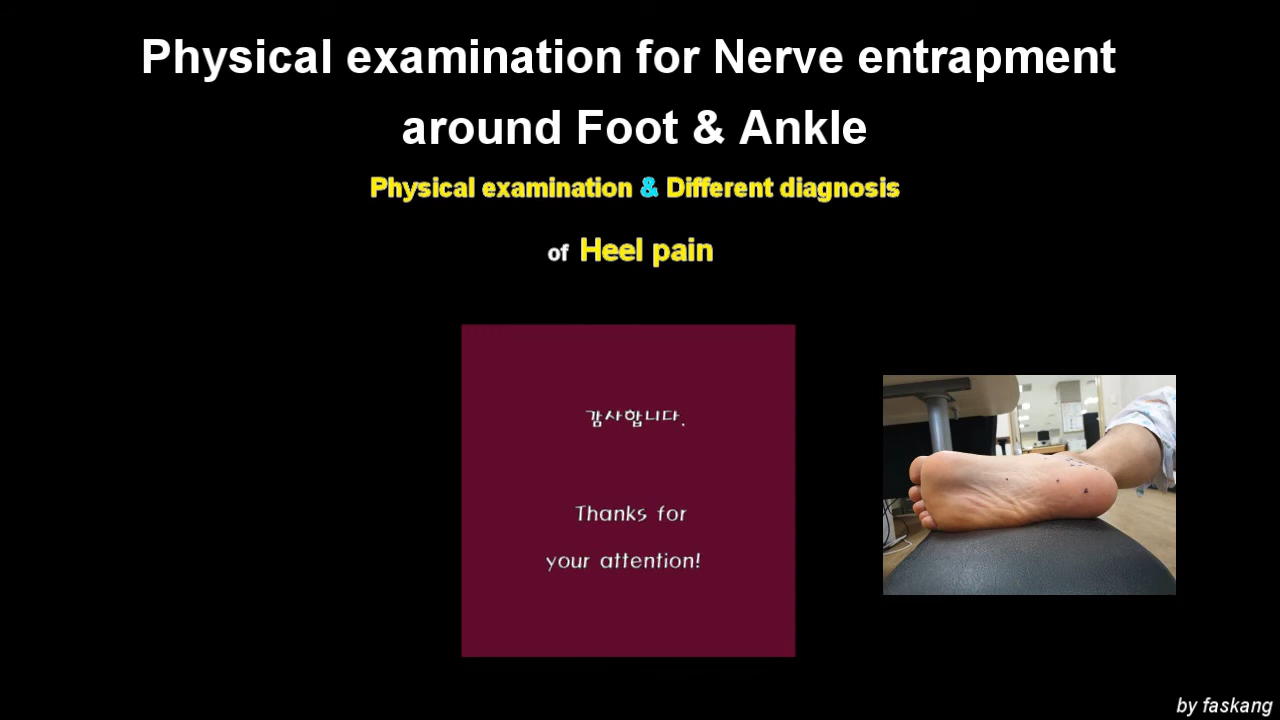 Physical examination for Nerve entrapment
around Foot & Ankle
Physical examination & Different diagnosis
of Heel pain
감사합니다.
Thanks for
your attention!
by faskang